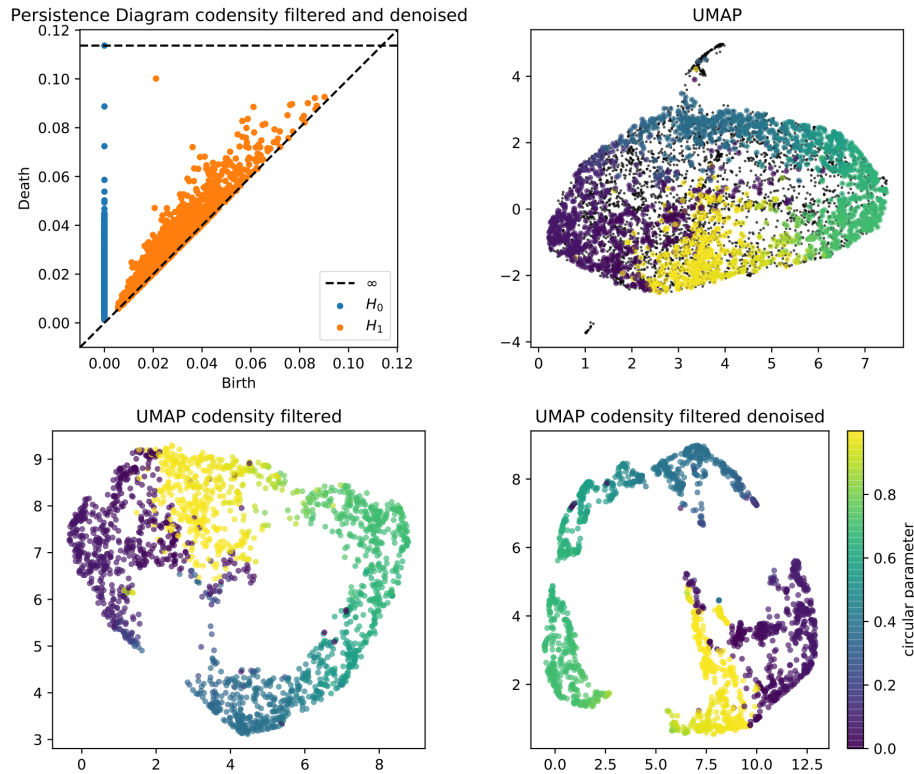 Persistence Diagram codensity filtered and denoised
0.12
0.10
0.08
0.06
0.04
0.02
0.00
Death
0.00 0.02 0.04 0.06 0.08 0.10 0.12
Birth
∞
H₀
H₁
UMAP
4
2
0
−2
−4
0 1 2 3 4 5 6 7
UMAP codensity filtered
9
8
7
6
5
4
3
0 2 4 6 8
UMAP codensity filtered denoised
8
6
4
2
0.0 2.5 5.0 7.5 10.0 12.5
0.8
0.6
0.4
0.2
0.0
circular parameter